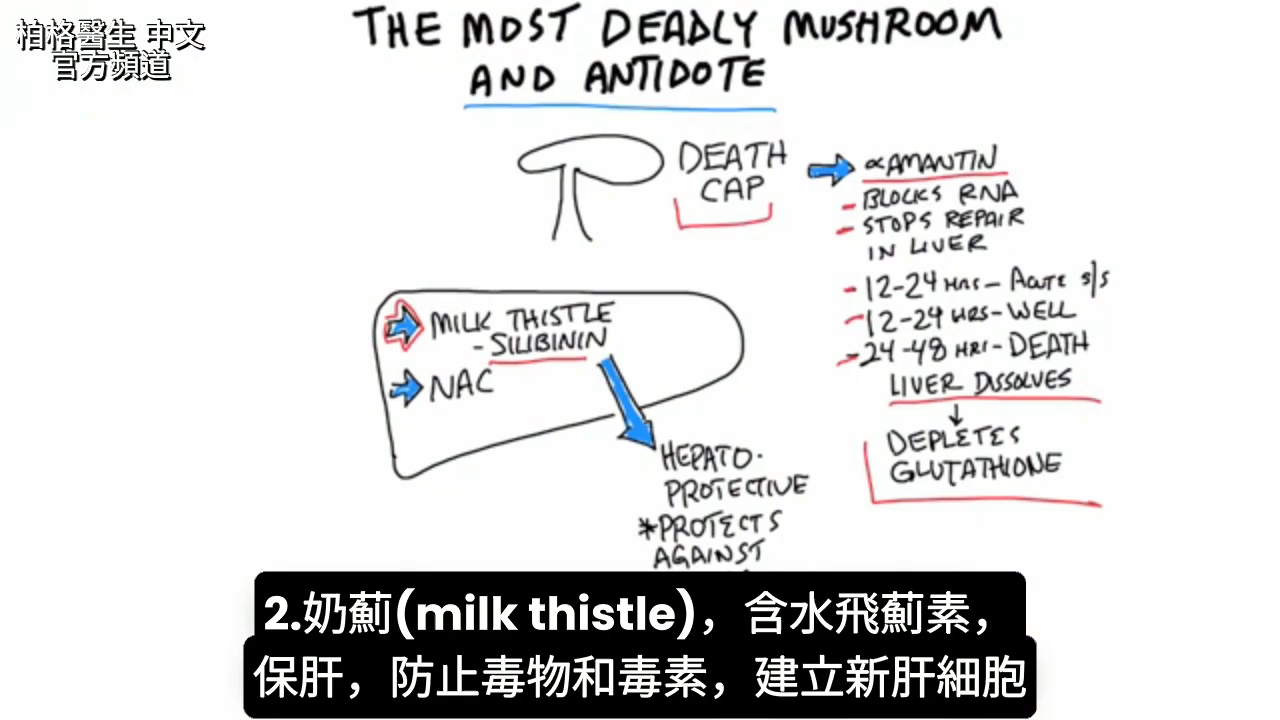 柏格醫生 中文
官方頻道
THE MOST DEADLY MUSHROOM
AND ANTIDOTE
DEATH
CAP
∝AMANTIN
- BLOCKS RNA
- STOPS REPAIR
IN LIVER
- 12-24 HRS - ACUTE S/S
- 12-24 HRS - WELL
- 24-48 HRS - DEATH
LIVER DISSOLVES
↓
DEPLETES
GLUTATHIONE
MILK THISTLE
- SILIBININ
NAC
HEPATO-
PROTECTIVE
*PROTECTS
AGAINST
2.奶薊(milk thistle)，含水飛薊素，
保肝，防止毒物和毒素，建立新肝細胞